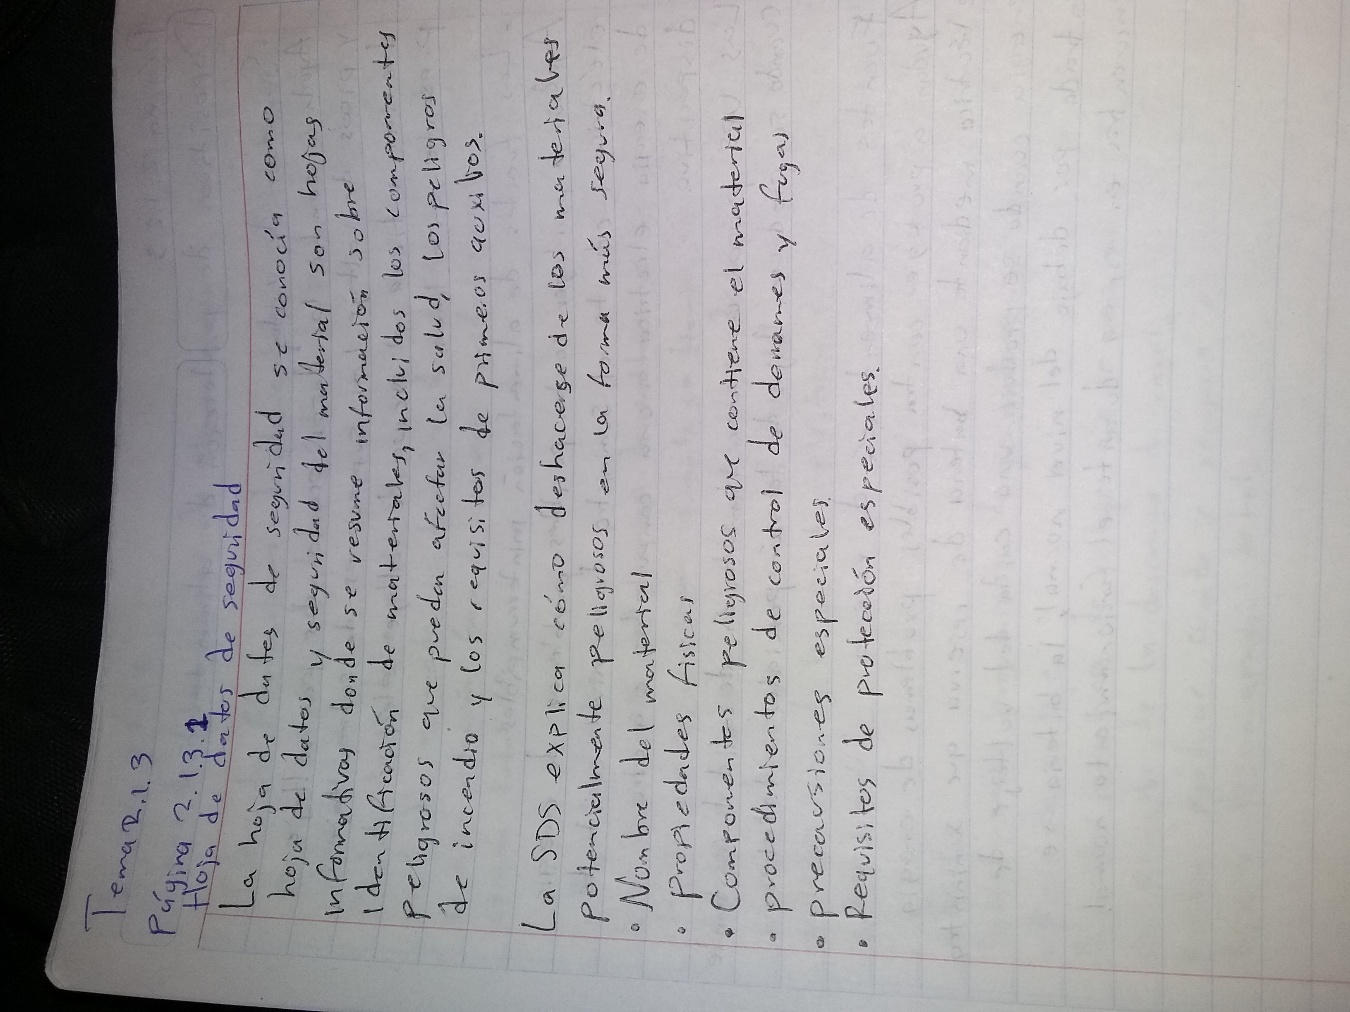 Tema 2.1.3
Página 2.1.3.1
Hoja de datos de seguridad
La hoja de datos de seguridad se conocía como
hoja de datos y seguridad del material son hojas
informativas donde se resume información sobre
identificación de materiales, incluidos los componentes
peligrosos que puedan afectar la salud, los peligros
de incendio y los requisitos de primeros auxilios.
La SDS explica cómo deshacerse de los materiales
potencialmente peligrosos en la forma más segura.
• Nombre del material
• propiedades físicas
• Componentes peligrosos que contiene el material
• procedimientos de control de derrames y fugas
• precauciones especiales
• Requisitos de protección especiales.